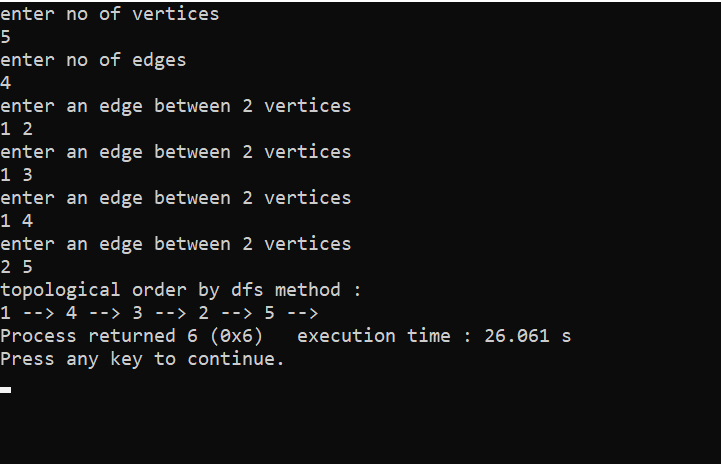 enter no of vertices
5
enter no of edges
4
enter an edge between 2 vertices
1 2
enter an edge between 2 vertices
1 3
enter an edge between 2 vertices
1 4
enter an edge between 2 vertices
2 5
topological order by dfs method :
1 --> 4 --> 3 --> 2 --> 5 -->
Process returned 6 (0x6)   execution time : 26.061 s
Press any key to continue.